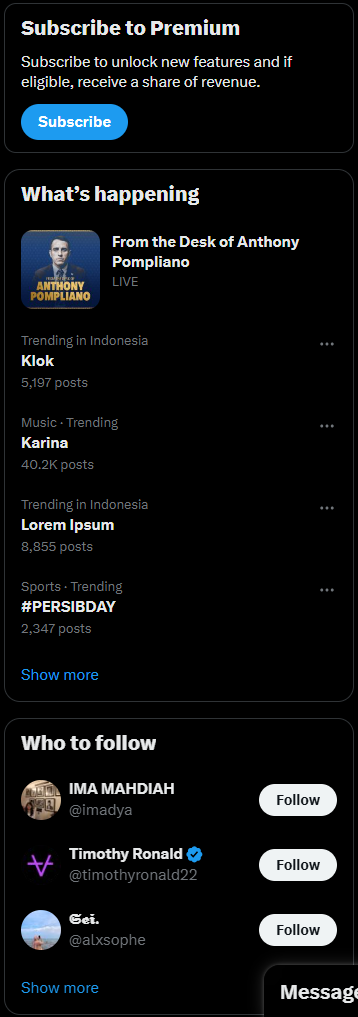 Subscribe to Premium
Subscribe to unlock new features and if
eligible, receive a share of revenue.
Subscribe
What's happening
ANTHONY
POMPLIANO
From the Desk of Anthony
Pompliano
LIVE
Trending in Indonesia
Klok
5,197 posts
Music · Trending
Karina
40.2K posts
Trending in Indonesia
Lorem Ipsum
8,855 posts
Sports · Trending
#PERSIBDAY
2,347 posts
Show more
Who to follow
IMA MAHDIAH
@imadya
Follow
Timothy Ronald
@timothyronald22
Follow
𝕾𝖊𝖎.
@alxsophe
Follow
Show more
Message